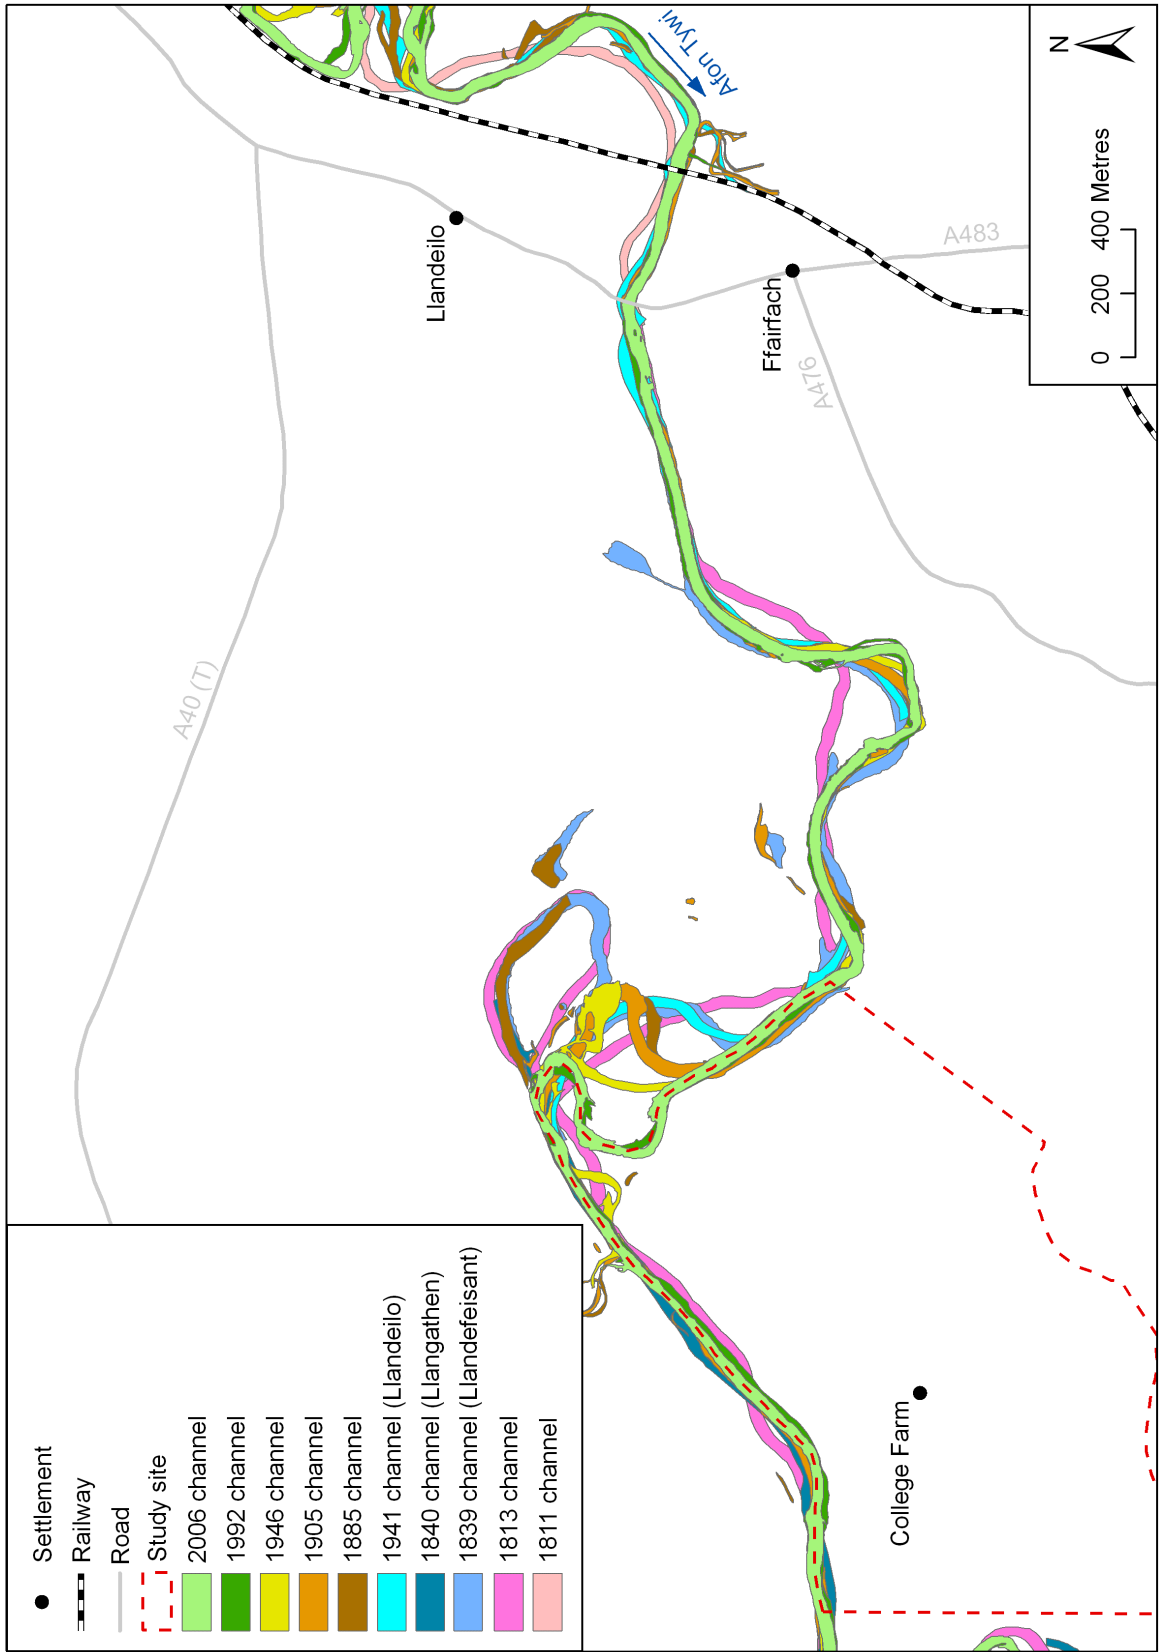 Settlement
Railway
Road
Study site
2006 channel
1992 channel
1946 channel
1905 channel
1885 channel
1941 channel (Llandeilo)
1840 channel (Llangathen)
1839 channel (Llandefeisant)
1813 channel
1811 channel
A40 (T)
Llandeilo
Afon Tywi
Ffairfach
A483
A476
College Farm
N
0 200 400 Metres